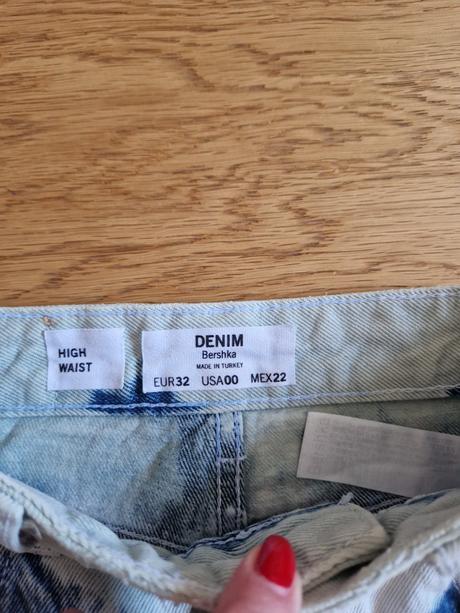 HIGH
WAIST
DENIM
Bershka
MADE IN TURKEY
EUR32 USA00 MEX22